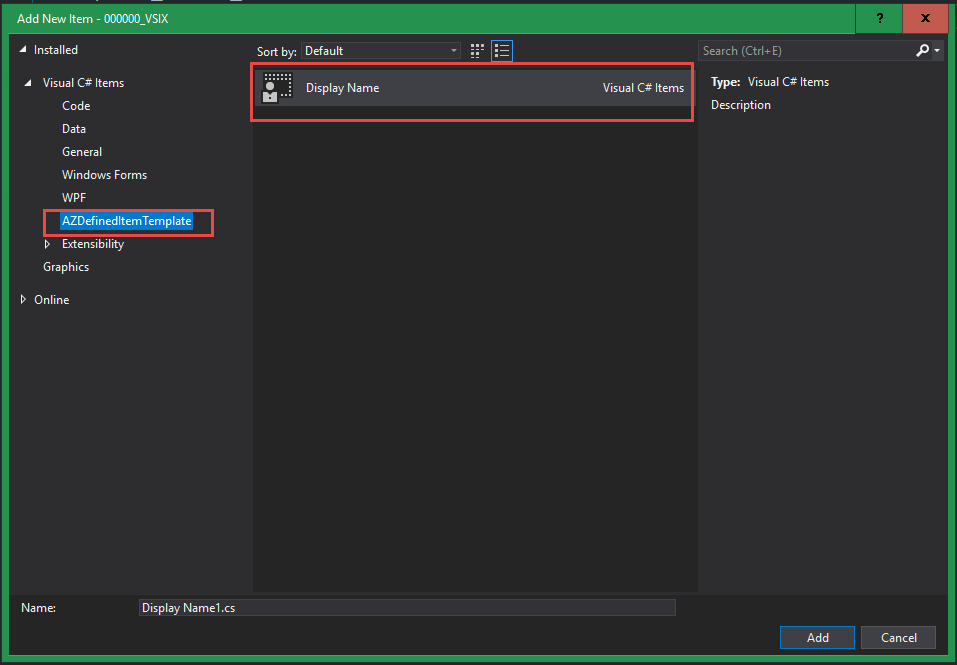 Add New Item - 000000_VSIX
?
x
Installed
Sort by: Default
Search (Ctrl+E)
Visual C# Items
Code
Data
General
Windows Forms
WPF
AZDefinedItemTemplate
Extensibility
Graphics
Online
Display Name Visual C# Items
Type: Visual C# Items
Description
Name: Display Name1.cs
Add Cancel